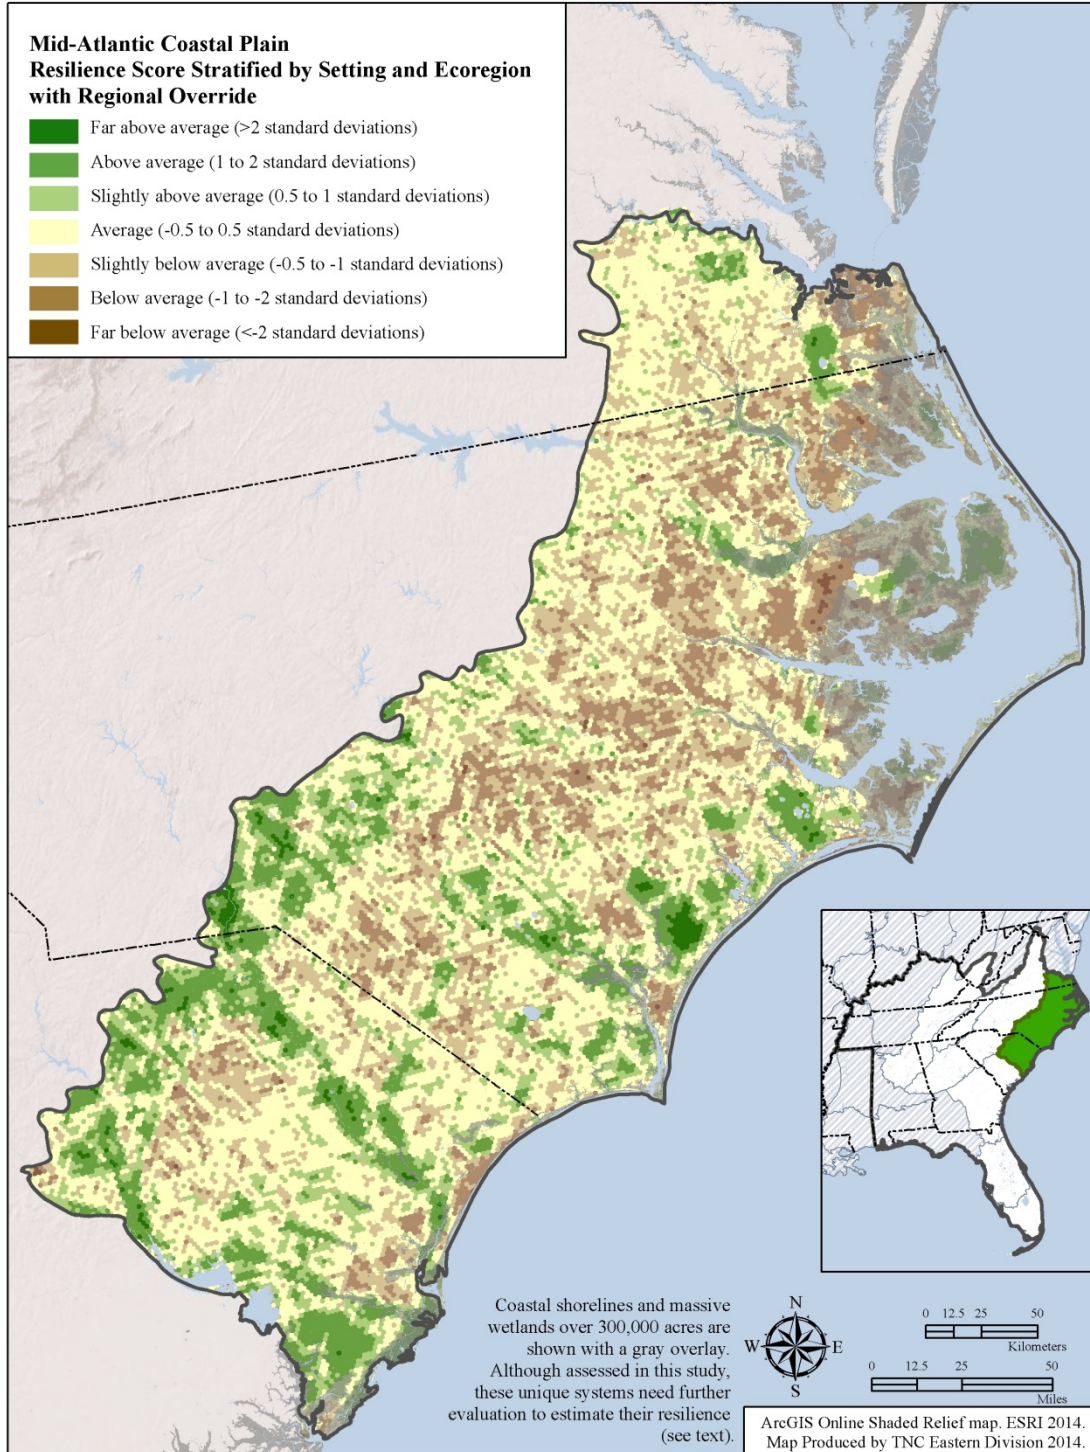 Mid-Atlantic Coastal Plain
Resilience Score Stratified by Setting and Ecoregion
with Regional Override
Far above average (>2 standard deviations)
Above average (1 to 2 standard deviations)
Slightly above average (0.5 to 1 standard deviations)
Average (-0.5 to 0.5 standard deviations)
Slightly below average (-0.5 to -1 standard deviations)
Below average (-1 to -2 standard deviations)
Far below average (<-2 standard deviations)
Coastal shorelines and massive
wetlands over 300,000 acres are
shown with a gray overlay.
Although assessed in this study,
these unique systems need further
evaluation to estimate their resilience
(see text).
N
W E
S
0 12.5 25 50
Kilometers
0 12.5 25 50
Miles
ArcGIS Online Shaded Relief map. ESRI 2014.
Map Produced by TNC Eastern Division 2014.